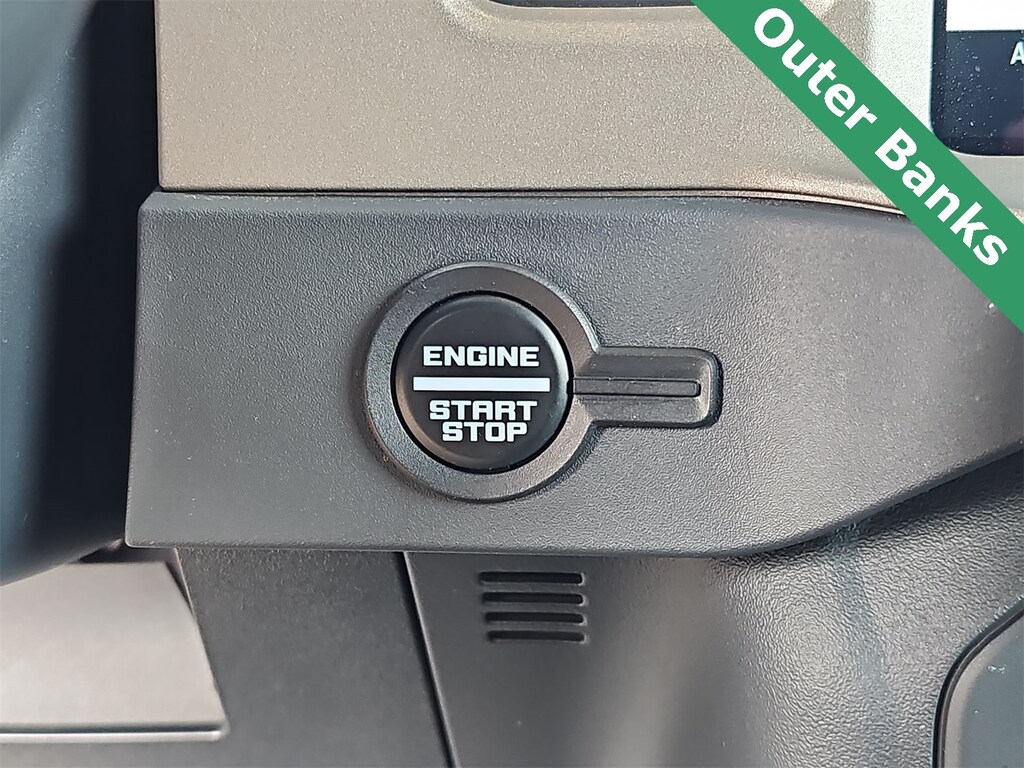 Outer Banks
A
ENGINE
START
STOP